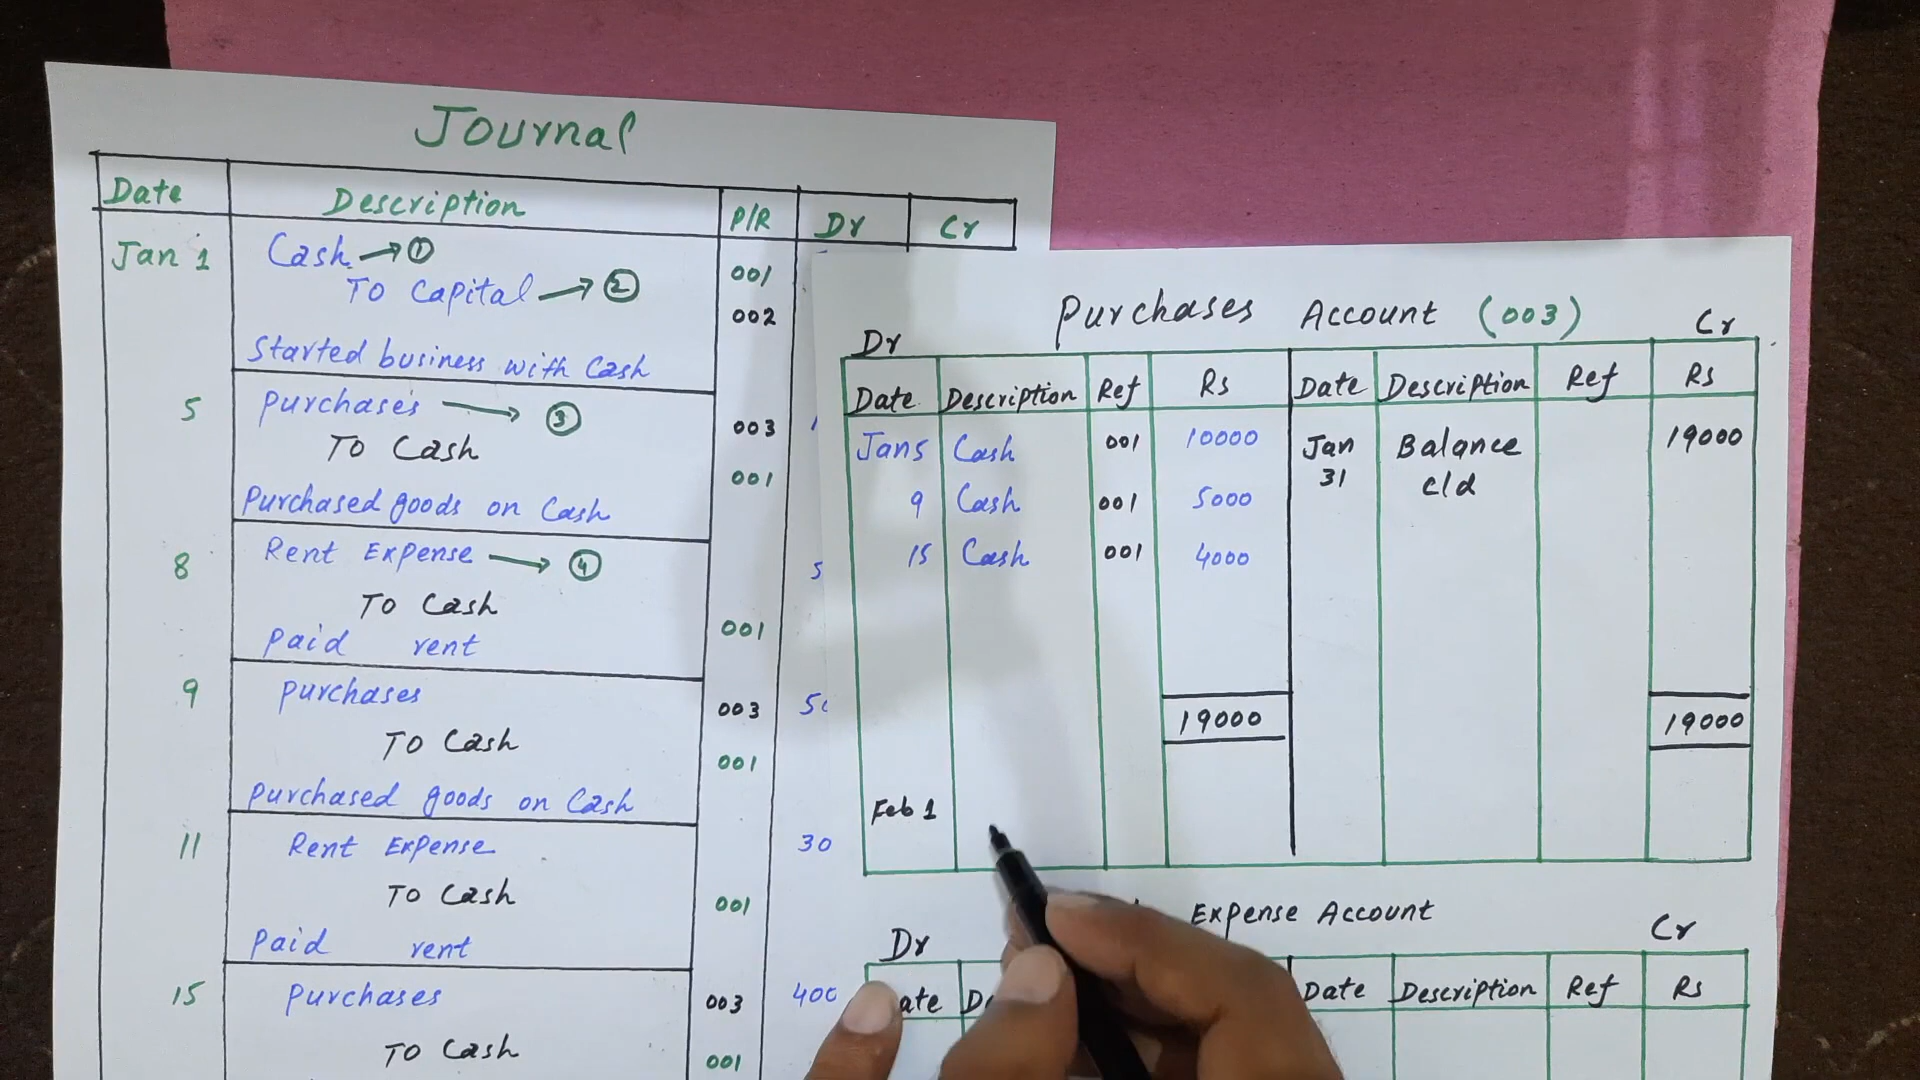 Journal
Date Description P/R Dr Cr
Jan 1 Cash → ① 001
To Capital → ② 002
Started business with Cash
5 Purchases → ③ 003
To Cash 001
Purchased goods on Cash
8 Rent Expense → ④ 5
To Cash 001
Paid rent
9 Purchases 003 50
To Cash 001
Purchased goods on Cash
11 Rent Expense 30
To Cash 001
Paid rent
15 Purchases 003 400
To Cash 001
Purchases Account (003)
Dr Cr
Date Description Ref Rs Date Description Ref Rs
Jan 5 Cash 001 10000 Jan 31 Balance c/d 19000
9 Cash 001 5000
15 Cash 001 4000
19000 19000
Feb 1
Expense Account
Dr Cr
ate Date Description Ref Rs